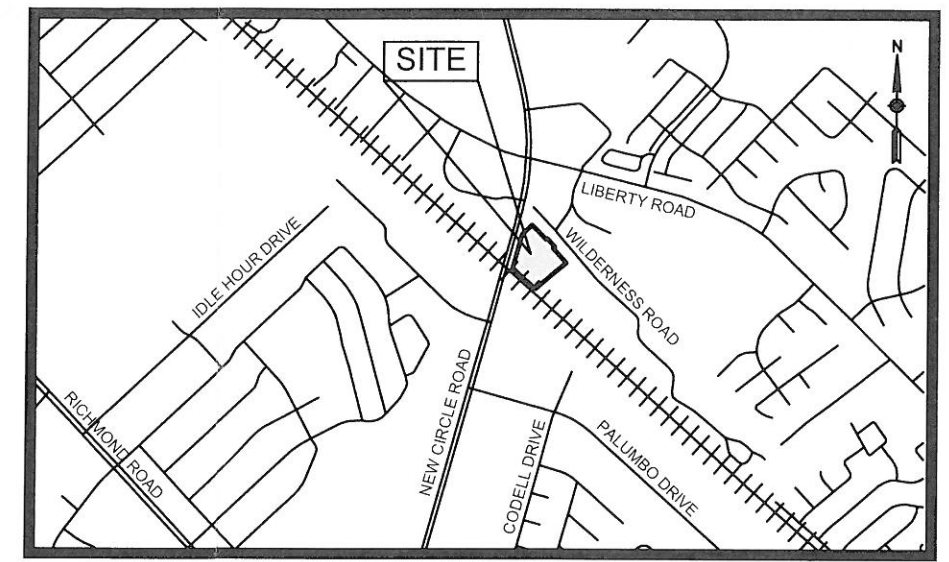 SITE
N
LIBERTY ROAD
WILDERNESS ROAD
IDLE HOUR DRIVE
NEW CIRCLE ROAD
RICHMOND ROAD
CODELL DRIVE
PALUMBO DRIVE